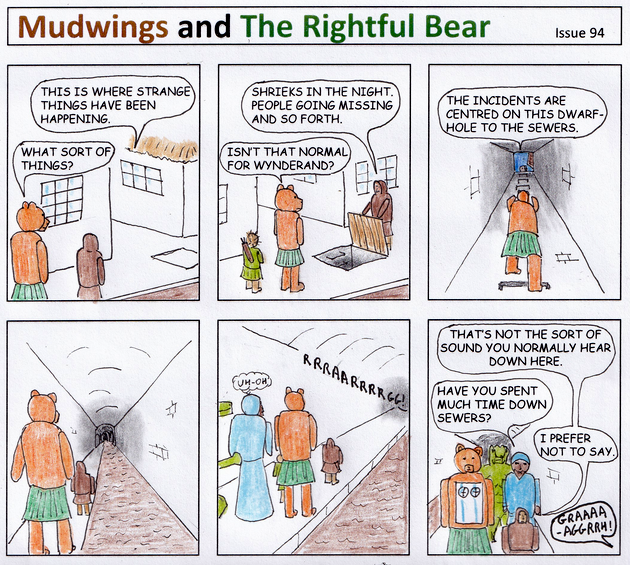 Mudwings and The Rightful Bear
Issue 94
THIS IS WHERE STRANGE
THINGS HAVE BEEN
HAPPENING.
WHAT SORT OF
THINGS?
SHRIEKS IN THE NIGHT.
PEOPLE GOING MISSING
AND SO FORTH.
ISN'T THAT NORMAL
FOR WYNDERAND?
THE INCIDENTS ARE
CENTRED ON THIS DWARF-
HOLE TO THE SEWERS.
RRRAARRRRGG!
UH-OH!
THAT'S NOT THE SORT OF
SOUND YOU NORMALLY HEAR
DOWN HERE.
HAVE YOU SPENT
MUCH TIME DOWN
SEWERS?
I PREFER
NOT TO SAY.
GRAAAA
-AGGRRH!